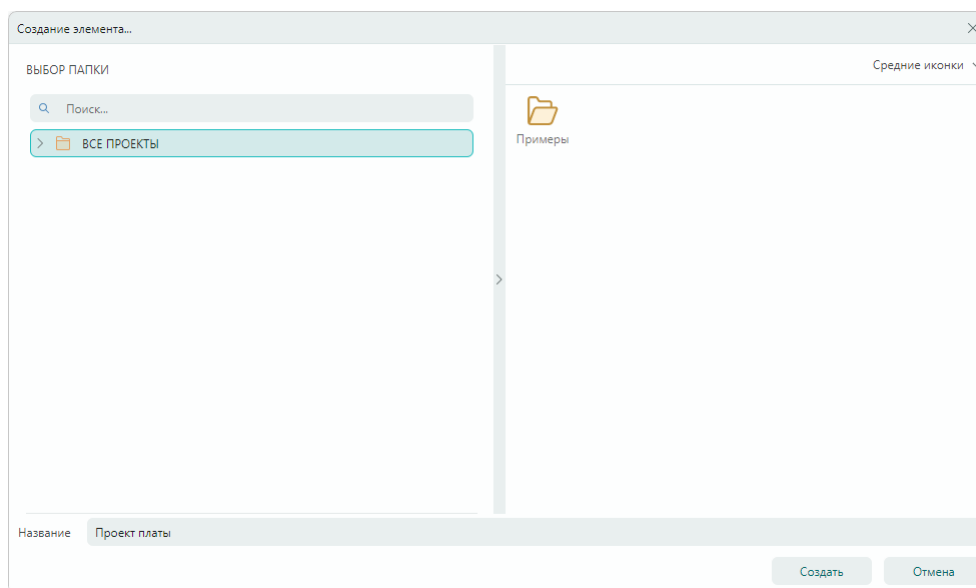 Создание элемента...
ВЫБОР ПАПКИ
Средние иконки
Поиск...
ВСЕ ПРОЕКТЫ
Примеры
Название
Проект платы
Создать
Отмена